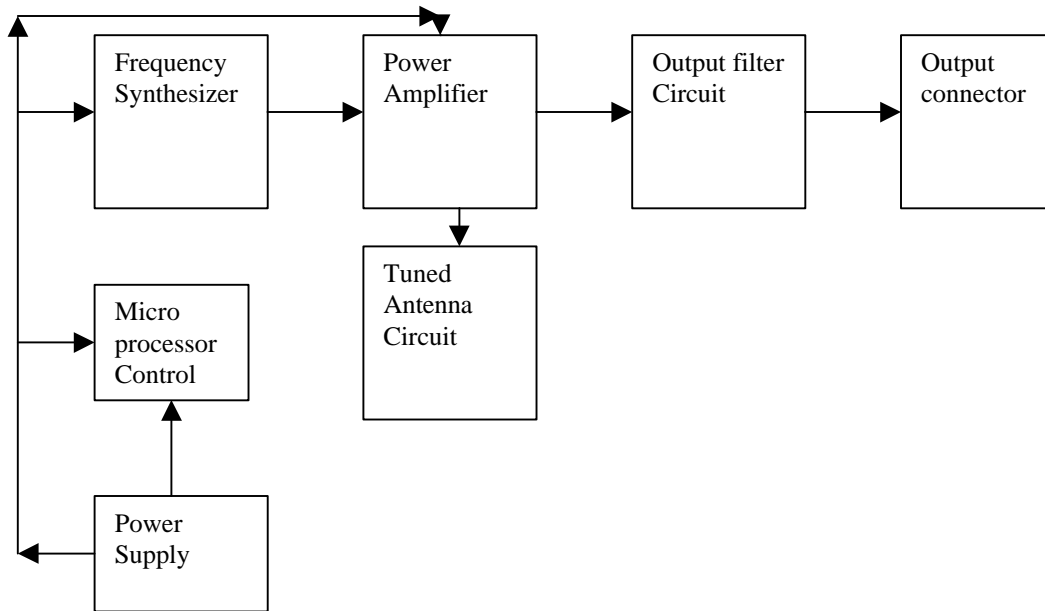 Frequency
Synthesizer
Power
Amplifier
Output filter
Circuit
Output
connector
Tuned
Antenna
Circuit
Micro
processor
Control
Power
Supply